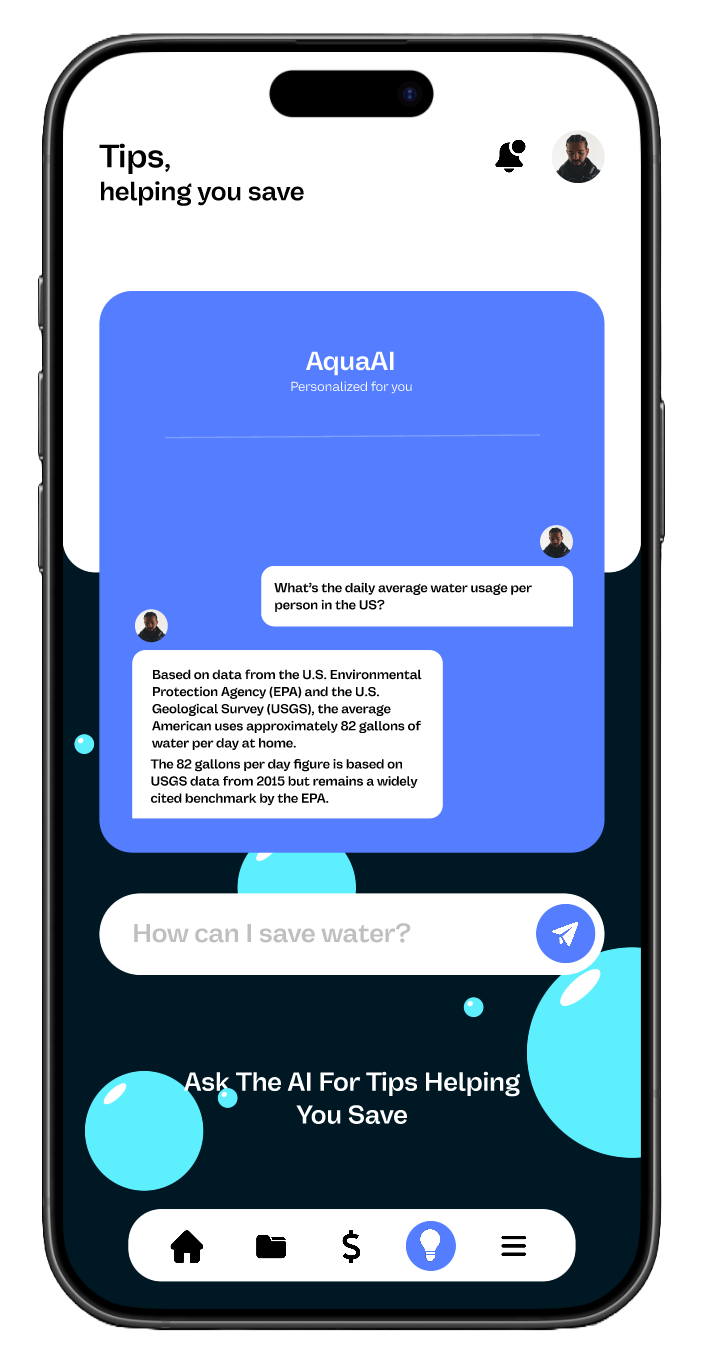 Tips,
helping you save
AquaAI
Personalized for you
What's the daily average water usage per
person in the US?
Based on data from the U.S. Environmental
Protection Agency (EPA) and the U.S.
Geological Survey (USGS), the average
American uses approximately 82 gallons of
water per day at home.
The 82 gallons per day figure is based on
USGS data from 2015 but remains a widely
cited benchmark by the EPA.
How can I save water?
Ask The AI For Tips Helping
You Save
$